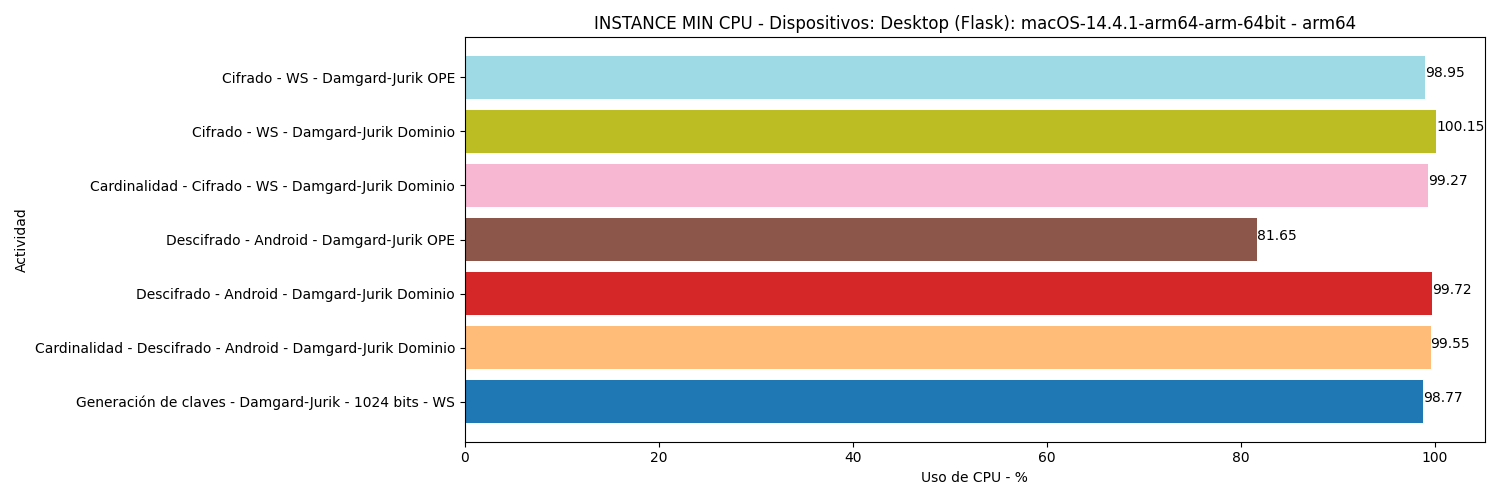 INSTANCE MIN CPU - Dispositivos: Desktop (Flask): macOS-14.4.1-arm64-arm-64bit - arm64
Cifrado - WS - Damgard-Jurik OPE
98.95
Cifrado - WS - Damgard-Jurik Dominio
100.15
Cardinalidad - Cifrado - WS - Damgard-Jurik Dominio
99.27
Descifrado - Android - Damgard-Jurik OPE
81.65
Descifrado - Android - Damgard-Jurik Dominio
99.72
Cardinalidad - Descifrado - Android - Damgard-Jurik Dominio
99.55
Generación de claves - Damgard-Jurik - 1024 bits - WS
98.77
Actividad
0 20 40 60 80 100
Uso de CPU - %